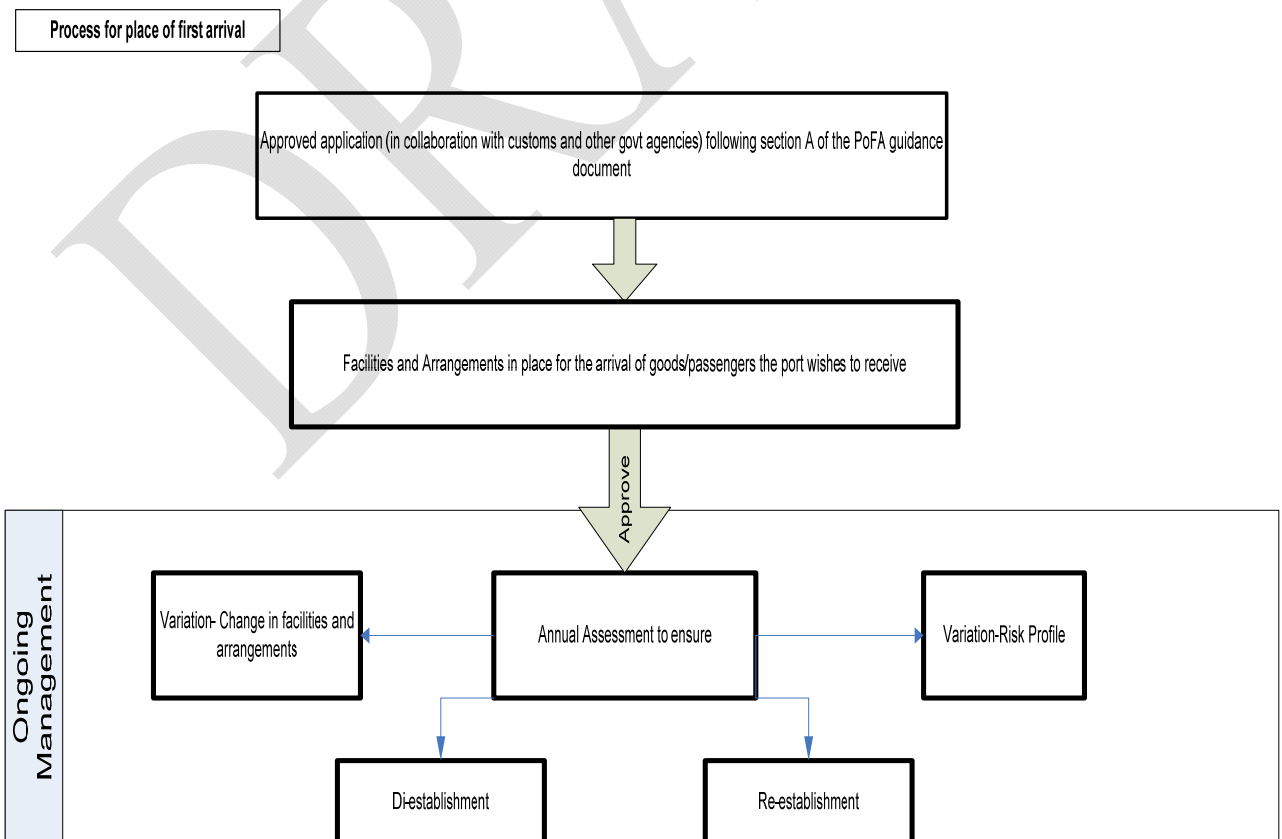 Process for place of first arrival
Approved application (in collaboration with customs and other govt agencies) following section A of the PoFA guidance
document
Facilities and Arrangements in place for the arrival of goods/passengers the port wishes to receive
Approve
Ongoing
Management
Variation- Change in facilities and
arrangements
Annual Assessment to ensure
Variation-Risk Profile
Di-establishment
Re-establishment